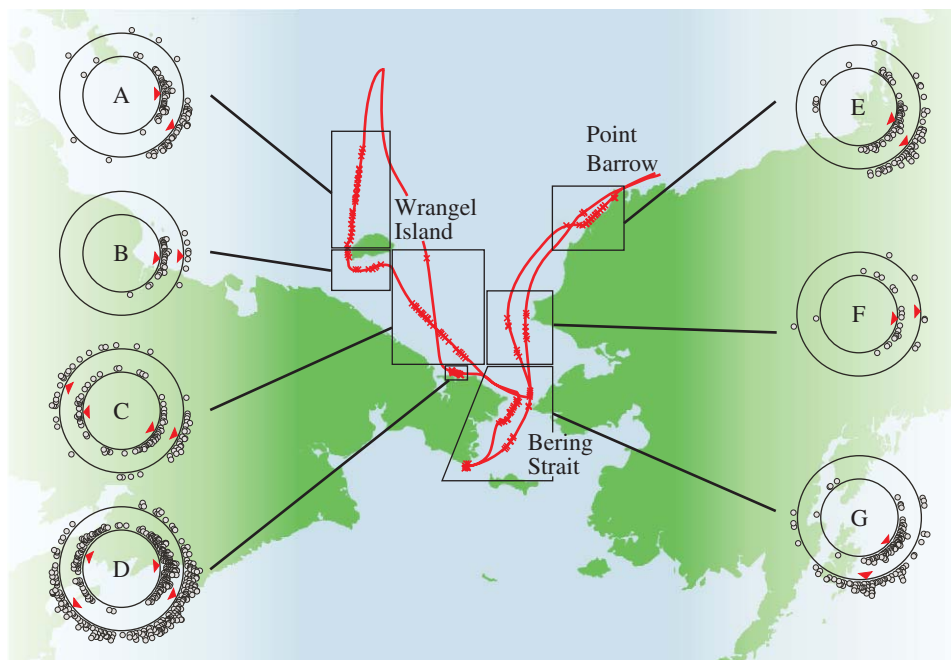 A
B
C
D
Wrangel
Island
Point
Barrow
Bering
Strait
E
F
G